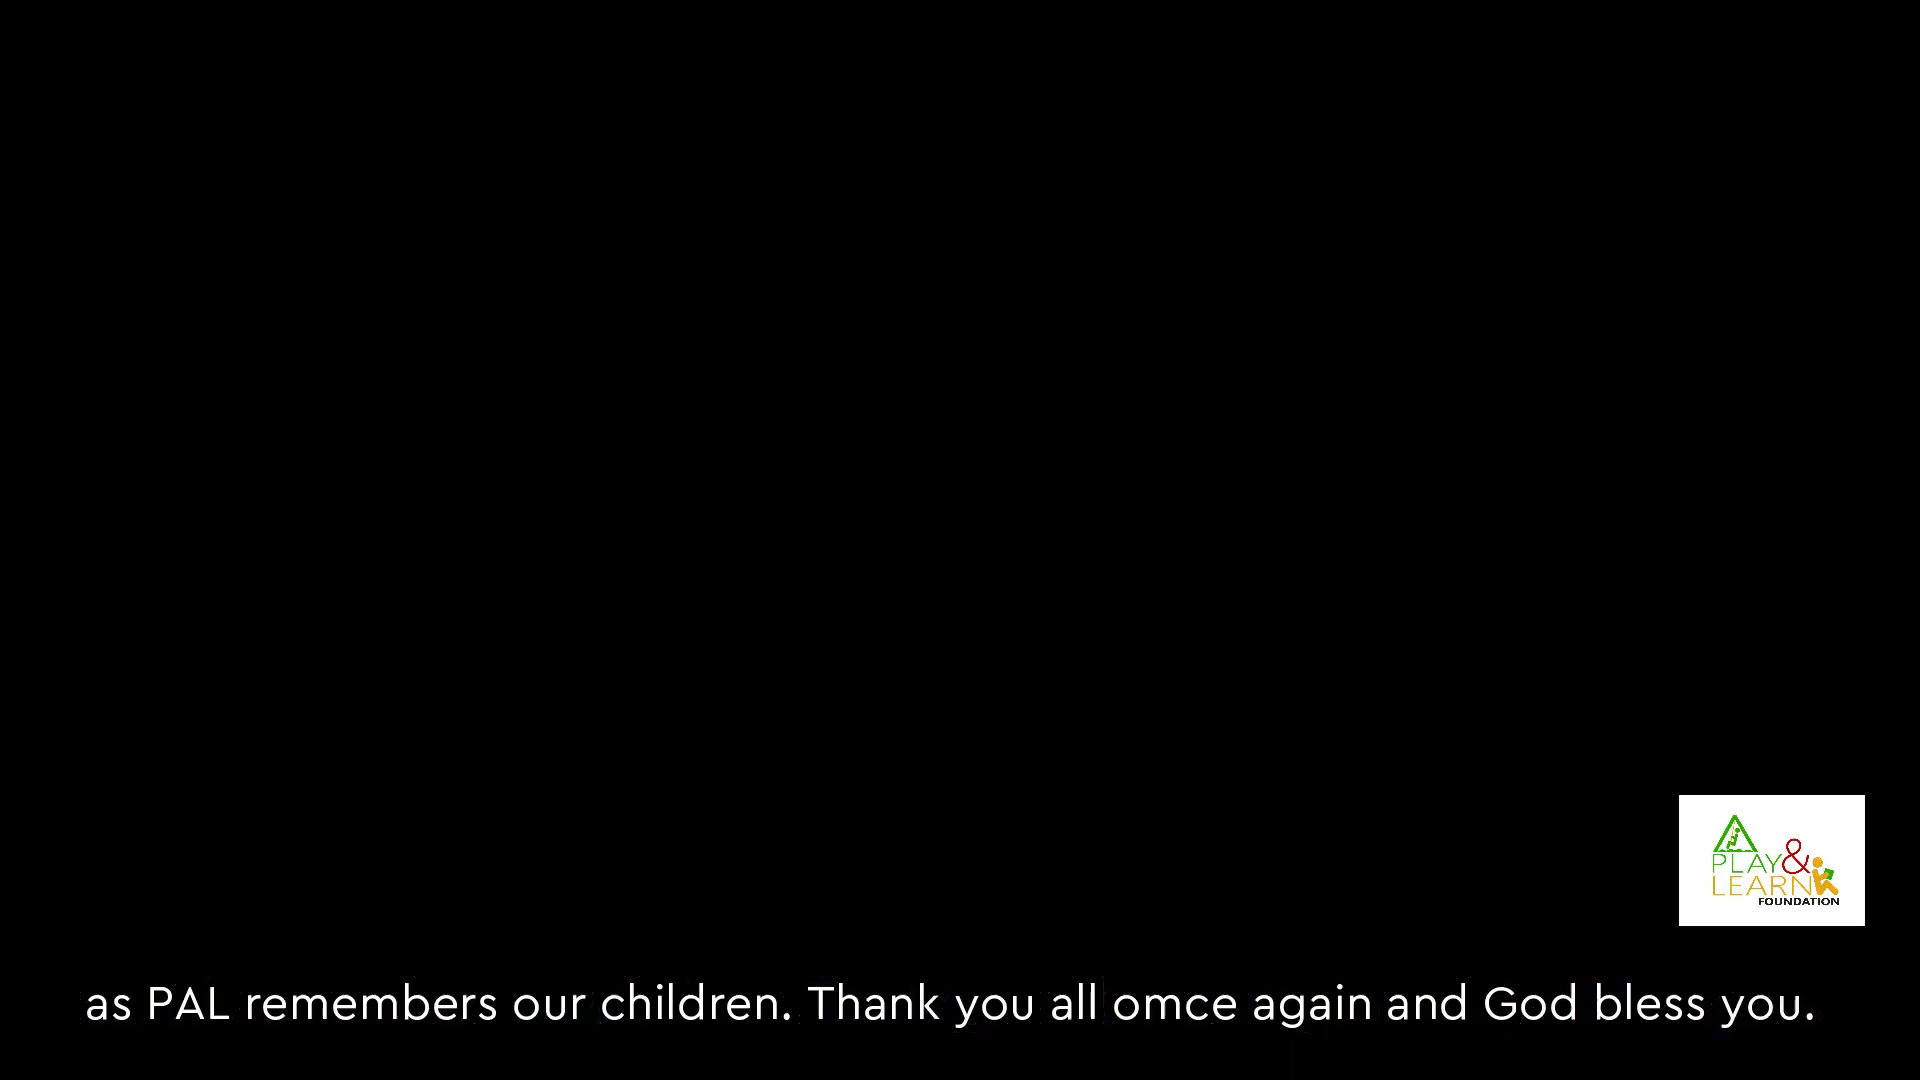 PLAY&
LEARN
FOUNDATION
as PAL remembers our children. Thank you all omce again and God bless you.